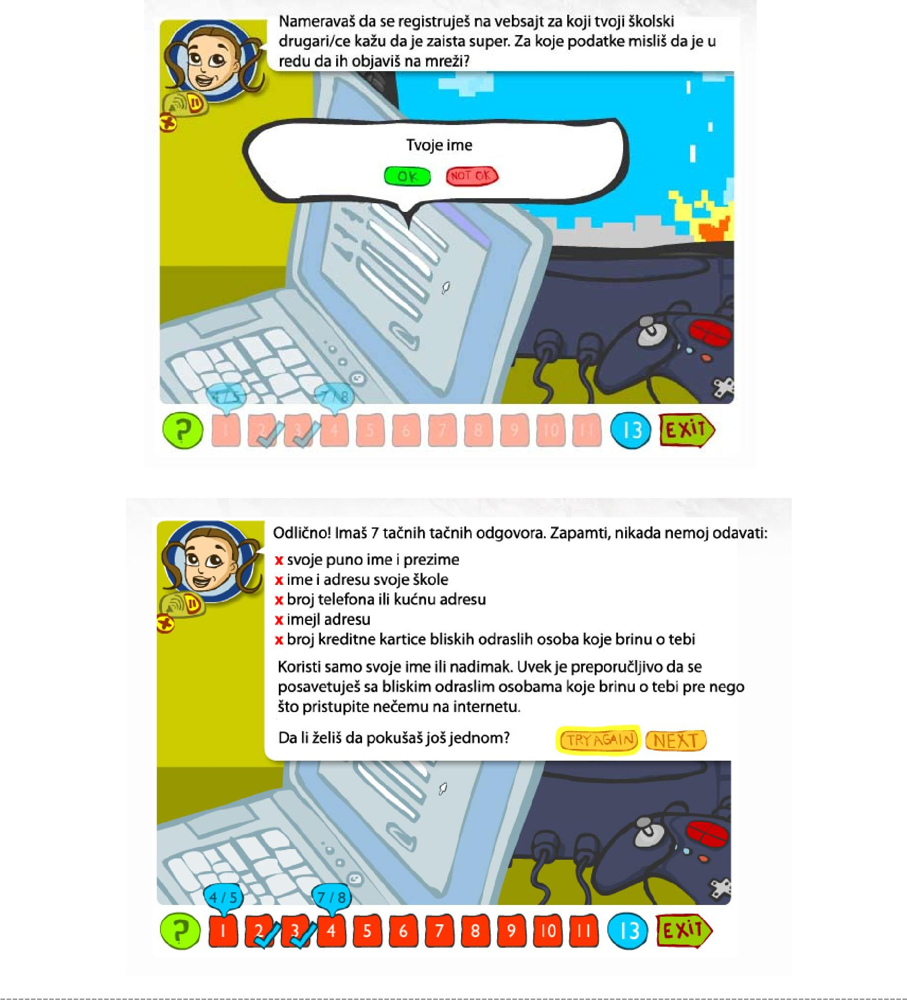 Nameravaš da se registruješ na vebsajt za koji tvoji školski
drugari/ce kažu da je zaista super. Za koje podatke misliš da je u
redu da ih objaviš na mreži?
Tvoje ime
OK NOT OK
4 / 5 7 / 8
? 1 2 3 4 5 6 7 8 9 10 11 13 EXiT
Odlično! Imaš 7 tačnih tačnih odgovora. Zapamti, nikada nemoj odavati:
x svoje puno ime i prezime
x ime i adresu svoje škole
x broj telefona ili kućnu adresu
x imejl adresu
x broj kreditne kartice bliskih odraslih osoba koje brinu o tebi
Koristi samo svoje ime ili nadimak. Uvek je preporučljivo da se
posavetuješ sa bliskim odraslim osobama koje brinu o tebi pre nego
što pristupite nečemu na internetu.
Da li želiš da pokušaš još jednom? TRY AGAIN NEXT
4 / 5 7 / 8
? 1 2 3 4 5 6 7 8 9 10 11 13 EXiT